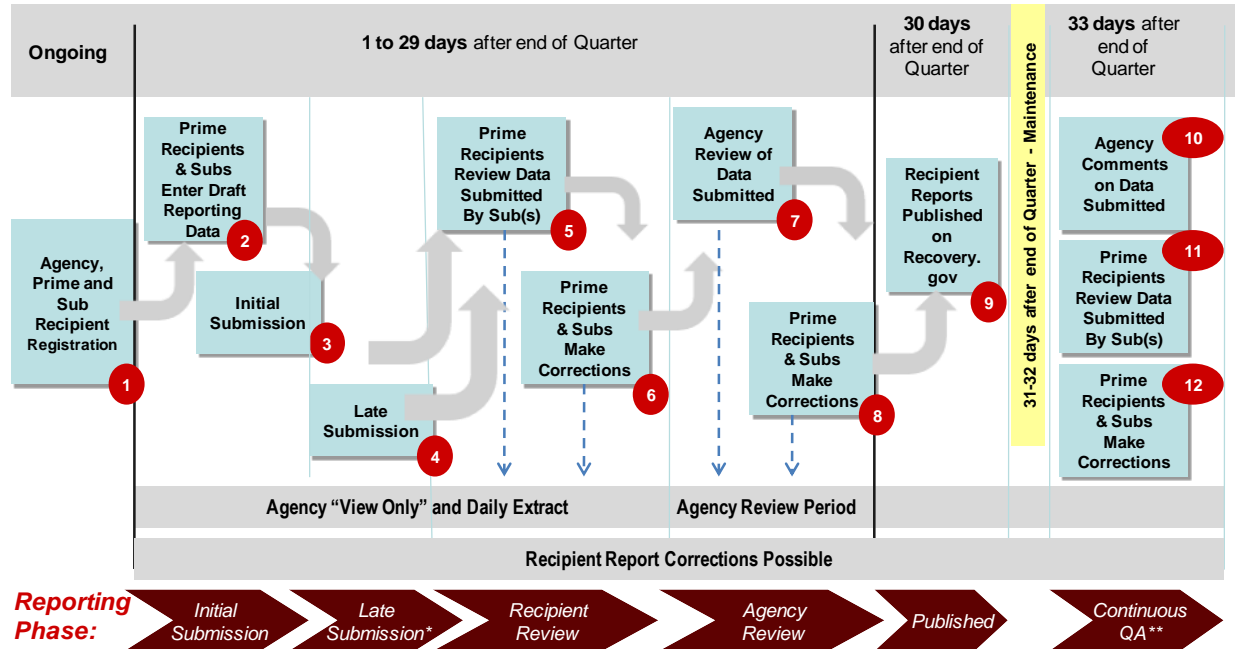 Ongoing
1 to 29 days after end of Quarter
30 days
after end of
Quarter
31-32 days after end of Quarter - Maintenance
33 days after
end of
Quarter
Agency,
Prime and
Sub
Recipient
Registration
1
Prime
Recipients
& Subs
Enter Draft
Reporting
Data
2
Initial
Submission
3
Late
Submission
4
Prime
Recipients
Review Data
Submitted
By Sub(s)
5
Prime
Recipients
& Subs
Make
Corrections
6
Agency
Review of
Data
Submitted
7
Prime
Recipients
& Subs
Make
Corrections
8
Recipient
Reports
Published
on
Recovery.
gov
9
10
Agency
Comments
on Data
Submitted
11
Prime
Recipients
Review Data
Submitted
By Sub(s)
12
Prime
Recipients
& Subs
Make
Corrections
Agency “View Only” and Daily Extract
Agency Review Period
Recipient Report Corrections Possible
Reporting
Phase:
Initial
Submission
Late
Submission*
Recipient
Review
Agency
Review
Published
Continuous
QA**